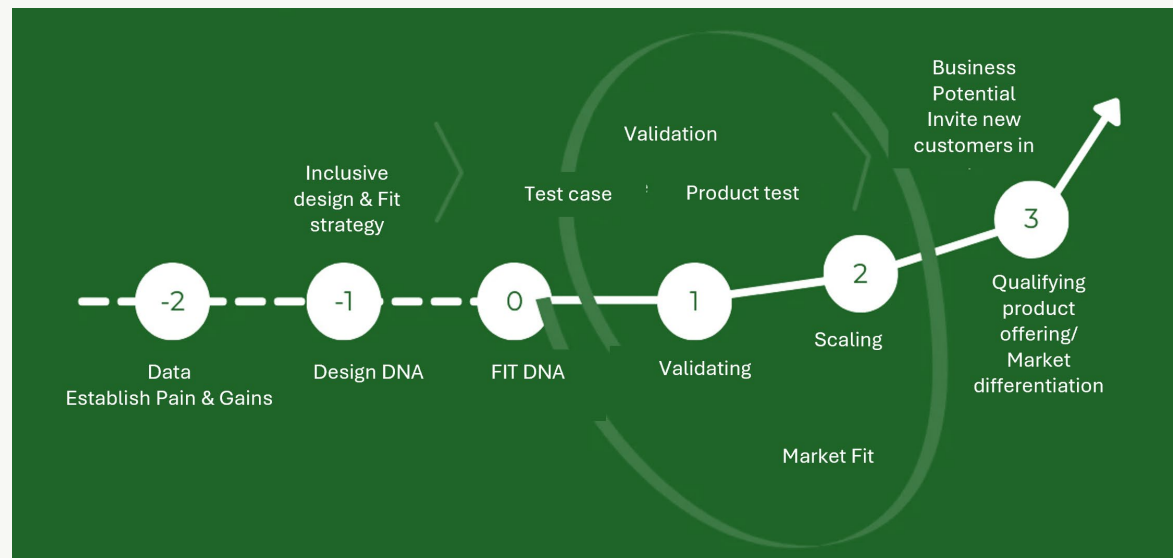 Business
Potential
Invite new
customers in
Validation
Inclusive
design & Fit
strategy
Test case
Product test
-2
-1
0
1
2
3
Data
Establish Pain & Gains
Design DNA
FIT DNA
Validating
Scaling
Qualifying
product
offering/
Market
differentiation
Market Fit